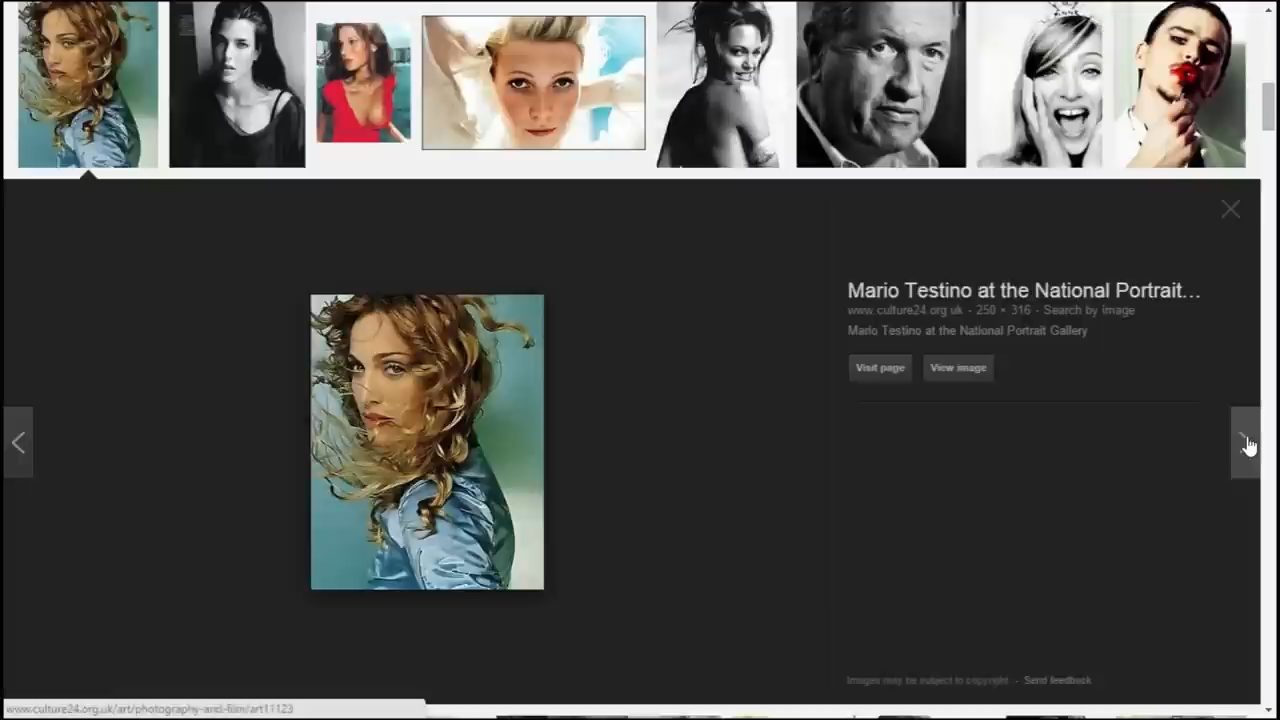 Mario Testino at the National Portrait...
www.culture24.org.uk - 250 × 316 - Search by image
Mario Testino at the National Portrait Gallery
Visit page View image
Images may be subject to copyright. - Send feedback
www.culture24.org.uk/art/photography-and-film/art11123